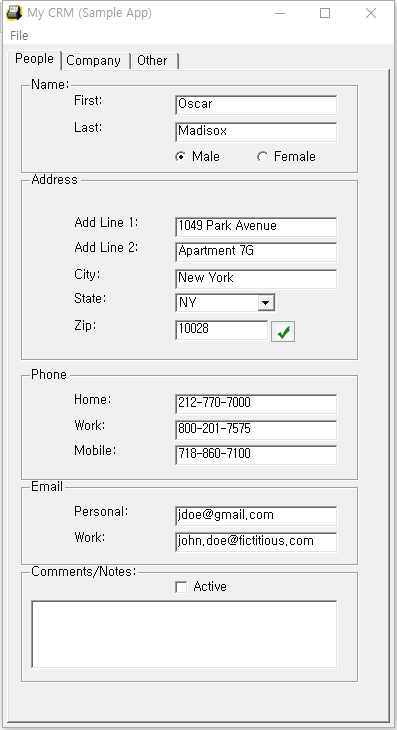 My CRM (Sample App)
File
People Company Other
Name:
First: Oscar
Last: Madisox
Male Female
Address
Add Line 1: 1049 Park Avenue
Add Line 2: Apartment 7G
City: New York
State: NY
Zip: 10028
Phone
Home: 212-770-7000
Work: 800-201-7575
Mobile: 718-860-7100
Email
Personal: jdoe@gmail.com
Work: john.doe@fictitious.com
Comments/Notes:
Active